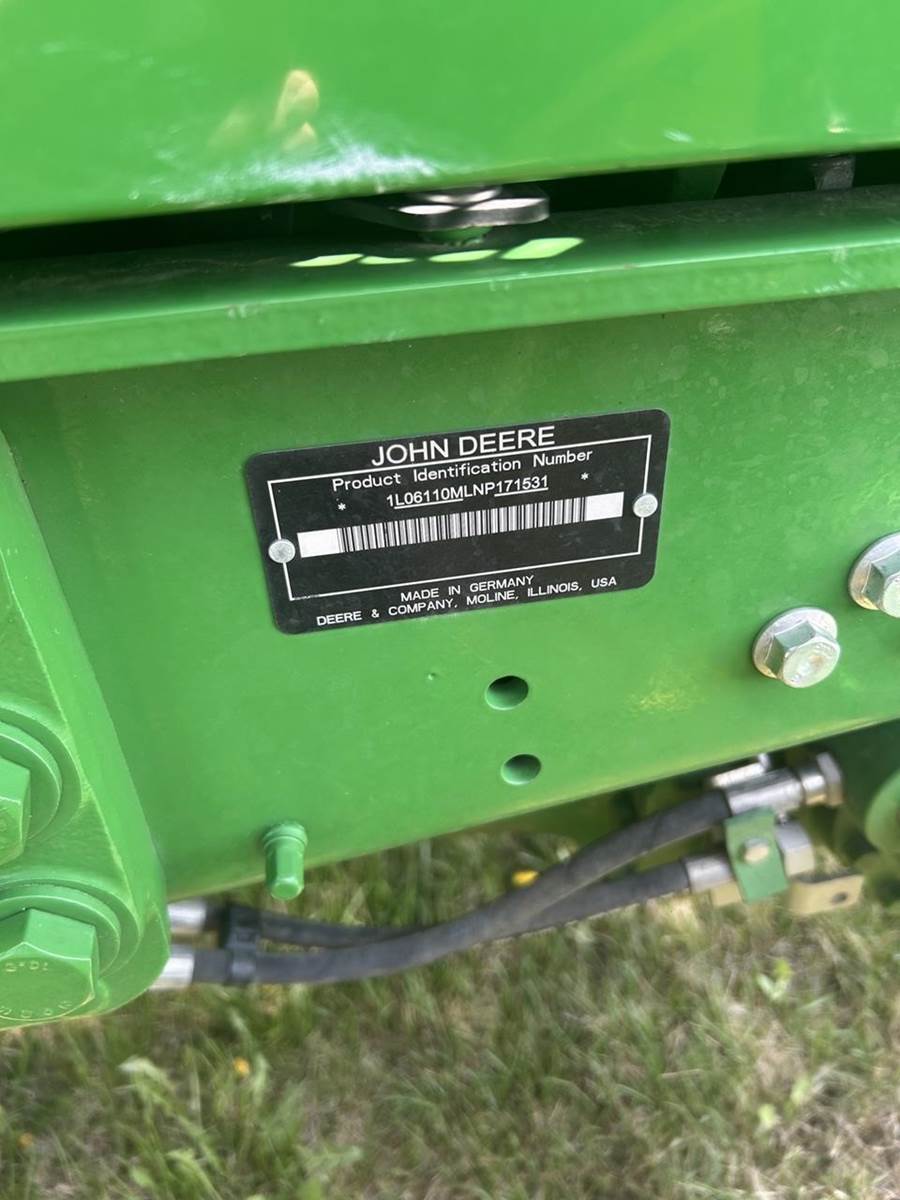 JOHN DEERE
Product Identification Number
* 1L06110MLNP171531 *
MADE IN GERMANY
DEERE & COMPANY, MOLINE, ILLINOIS, USA